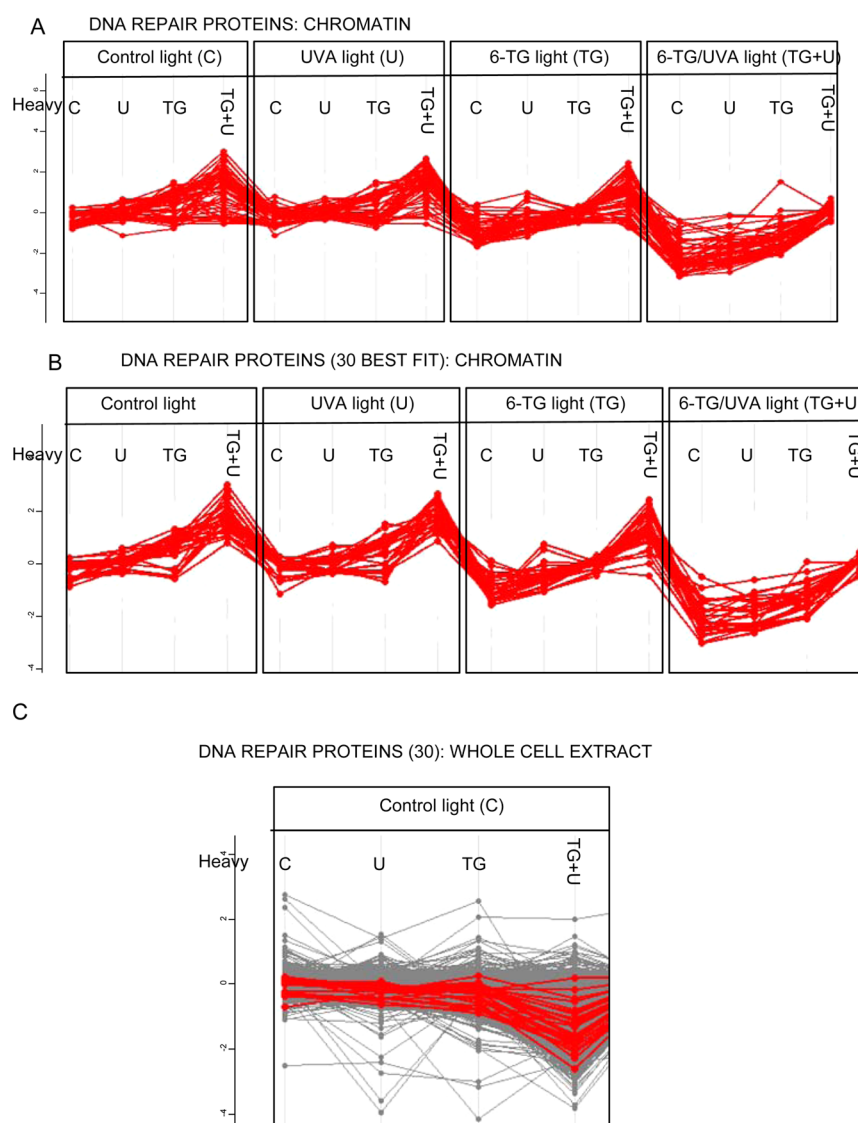 A DNA REPAIR PROTEINS: CHROMATIN
Control light (C) UVA light (U) 6-TG light (TG) 6-TG/UVA light (TG+U)
Heavy C U TG TG+U C U TG TG+U C U TG TG+U C U TG TG+U
6
4
2
0
-2
-4
B DNA REPAIR PROTEINS (30 BEST FIT): CHROMATIN
Control light UVA light (U) 6-TG light (TG) 6-TG/UVA light (TG+U
Heavy C U TG TG+U C U TG TG+U C U TG TG+U C U TG TG+U
2
0
-2
-4
C
DNA REPAIR PROTEINS (30): WHOLE CELL EXTRACT
Control light (C)
Heavy C U TG TG+U
4
2
0
-2
-4